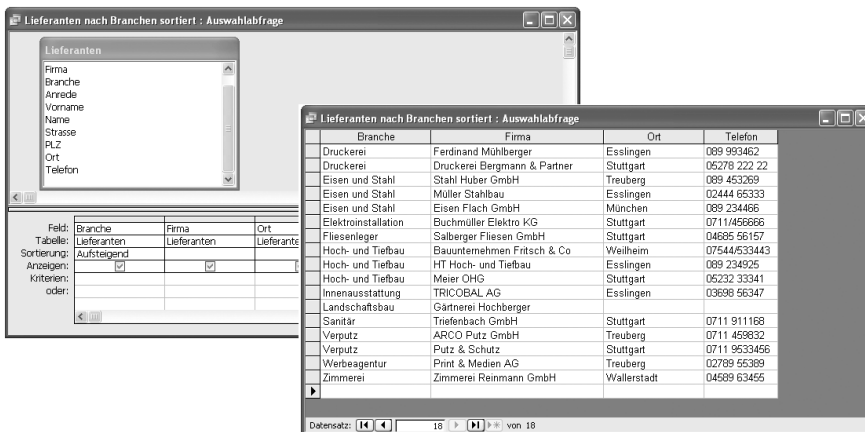 Lieferanten nach Branchen sortiert : Auswahlabfrage
Lieferanten
Firma
Branche
Anrede
Vorname
Name
Strasse
PLZ
Ort
Telefon
Feld: Branche Firma Ort
Tabelle: Lieferanten Lieferanten Lieferante
Sortierung: Aufsteigend
Anzeigen:
Kriterien:
oder:
Lieferanten nach Branchen sortiert : Auswahlabfrage
Branche Firma Ort Telefon
Druckerei Ferdinand Mühlberger Esslingen 089 993462
Druckerei Druckerei Bergmann & Partner Stuttgart 05278 222 22
Eisen und Stahl Stahl Huber GmbH Treuberg 089 453269
Eisen und Stahl Müller Stahlbau Esslingen 02444 65333
Eisen und Stahl Eisen Flach GmbH München 089 234466
Elektroinstallation Buchmüller Elektro KG Stuttgart 0711/456666
Fliesenleger Salberger Fliesen GmbH Stuttgart 04685 56157
Hoch- und Tiefbau Bauunternehmen Fritsch & Co Weilheim 07544/533443
Hoch- und Tiefbau HT Hoch- und Tiefbau Esslingen 089 234925
Hoch- und Tiefbau Meier OHG Stuttgart 05232 33341
Innenausstattung TRICOBAL AG Esslingen 03698 56347
Landschaftsbau Gärtnerei Hochberger
Sanitär Triefenbach GmbH Stuttgart 0711 911168
Verputz ARCO Putz GmbH Treuberg 0711 459832
Verputz Putz & Schutz Stuttgart 0711 9533456
Werbeagentur Print & Medien AG Treuberg 02789 55389
Zimmerei Zimmerei Reinmann GmbH Wallerstadt 04589 63455
Datensatz: 18 von 18